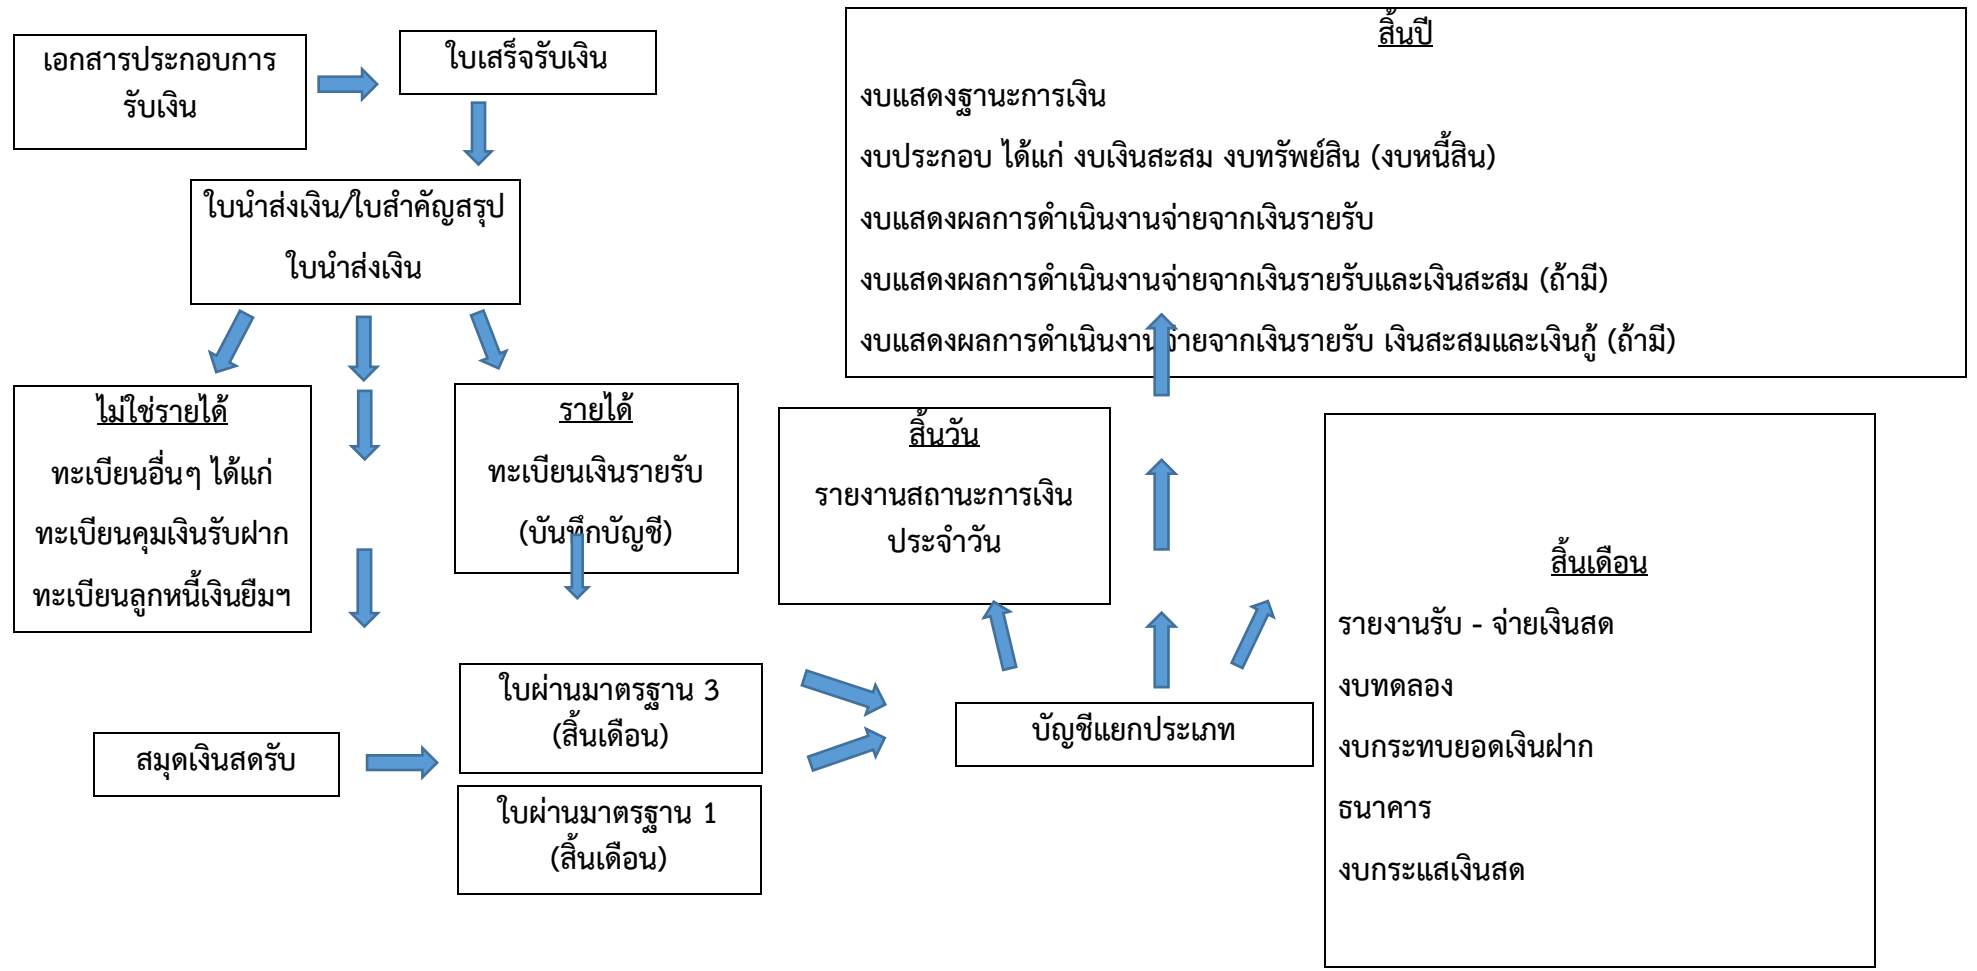 เอกสารประกอบการ
รับเงิน
ใบเสร็จรับเงิน
ใบนำส่งเงิน/ใบสำคัญสรุป
ใบนำส่งเงิน
ไม่ใช่รายได้
ทะเบียนอื่นๆ ได้แก่
ทะเบียนคุมเงินรับฝาก
ทะเบียนลูกหนี้เงินยืมฯ
รายได้
ทะเบียนเงินรายรับ
(บันทึกบัญชี)
สมุดเงินสดรับ
ใบผ่านมาตรฐาน 3
(สิ้นเดือน)
ใบผ่านมาตรฐาน 1
(สิ้นเดือน)
บัญชีแยกประเภท
สิ้นวัน
รายงานสถานะการเงิน
ประจำวัน
สิ้นปี
งบแสดงฐานะการเงิน
งบประกอบ ได้แก่ งบเงินสะสม งบทรัพย์สิน (งบหนี้สิน)
งบแสดงผลการดำเนินงานจ่ายจากเงินรายรับ
งบแสดงผลการดำเนินงานจ่ายจากเงินรายรับและเงินสะสม (ถ้ามี)
งบแสดงผลการดำเนินงานจ่ายจากเงินรายรับ เงินสะสมและเงินกู้ (ถ้ามี)
สิ้นเดือน
รายงานรับ - จ่ายเงินสด
งบทดลอง
งบกระทบยอดเงินฝาก
ธนาคาร
งบกระแสเงินสด